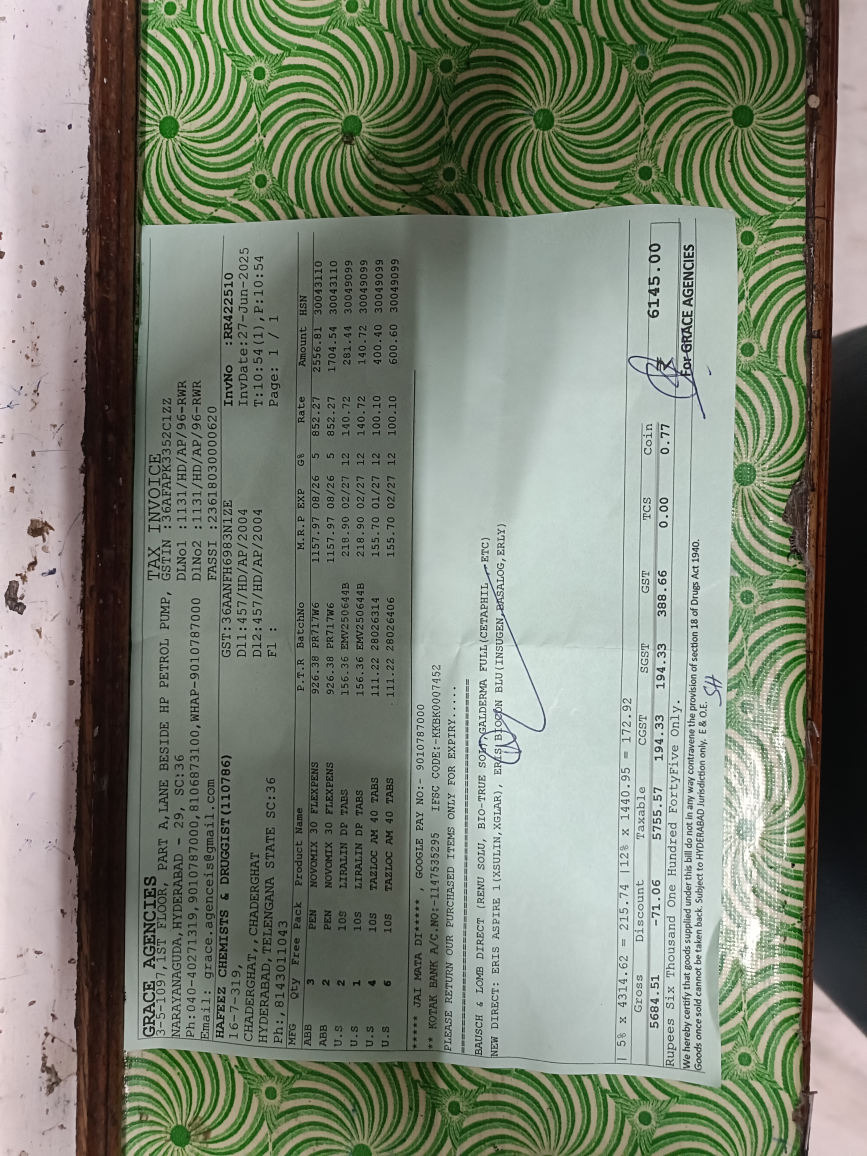 GRACE AGENCIES TAX INVOICE
3-5-1097,1ST FLOOR, PART A,LANE BESIDE HP PETROL PUMP, GSTIN :36AFAPK3352C1ZZ
NARAYANAGUDA,HYDERABAD - 29, SC:36 DLNo1 :1131/HD/AP/96-RWR
Ph:040-40271319,9010787000,8106873100,WHAP-9010787000 DlNo2 :1131/HD/AP/96-RWR
Email: grace.agenceis@gmail.com FASSI :23618030000620
HAFEEZ CHEMISTS & DRUGGIST(110786) GST:36AANFH6983N1ZE InvNo :RR422510
16-7-319, Dl1:457/HD/AP/2004 InvDate:27-Jun-2025
CHADERGHAT,,CHADERGHAT Dl2:457/HD/AP/2004 T:10:54(1),P:10:54
HYDERABAD,TELENGANA STATE SC:36 Fl : Page: 1 / 1
Ph:,8143011043
MFG Qty Free Pack Product Name P.T.R BatchNo M.R.P EXP G% Rate Amount HSN
ABB 3 PEN NOVOMIX 30 FLEXPENS 926.38 PR717W6 1157.97 08/26 5 852.27 2556.81 30043110
ABB 2 PEN NOVOMIX 30 FLEXPENS 926.38 PR717W6 1157.97 08/26 5 852.27 1704.54 30043110
U.S 2 10S LIRALIN DP TABS 156.36 EMV250644B 218.90 02/27 12 140.72 281.44 30049099
U.S 1 10S LIRALIN DP TABS 156.36 EMV250644B 218.90 02/27 12 140.72 140.72 30049099
U.S 4 10S TAZLOC AM 40 TABS 111.22 28026314 155.70 01/27 12 100.10 400.40 30049099
U.S 6 10S TAZLOC AM 40 TABS 111.22 28026406 155.70 02/27 12 100.10 600.60 30049099
***** JAI MATA DI***** , GOOGLE PAY NO:- 9010787000
** KOTAK BANK A/C.NO:-1147535295 IFSC CODE:-KKBK0007452
PLEASE RETURN OUR PURCHASED ITEMS ONLY FOR EXPIRY.....
BAUSCH & LOMB DIRECT (RENU SOLU, BIO-TRUE SOLU, GALDERMA FULL(CETAPHIL, ETC)
NEW DIRECT: ERIS ASPIRE 1(XSULIN,XGLAR), ERIS BIOCON BLU(INSUGEN,BASALOG,ERLY)
| 5% x 4314.62 = 215.74 |12% x 1440.95 = 172.92
Gross Discount Taxable CGST SGST GST TCS Coin
5684.51 -71.06 5755.57 194.33 194.33 388.66 0.00 0.77 ₹ 6145.00
Rupees Six Thousand One Hundred FortyFive Only.
We hereby certify that goods supplied under this bill do not in any way contravene the provision of section 18 of Drugs Act 1940. For GRACE AGENCIES
Goods once sold cannot be taken back. Subject to HYDERABAD Jurisdiction only. E & O.E.